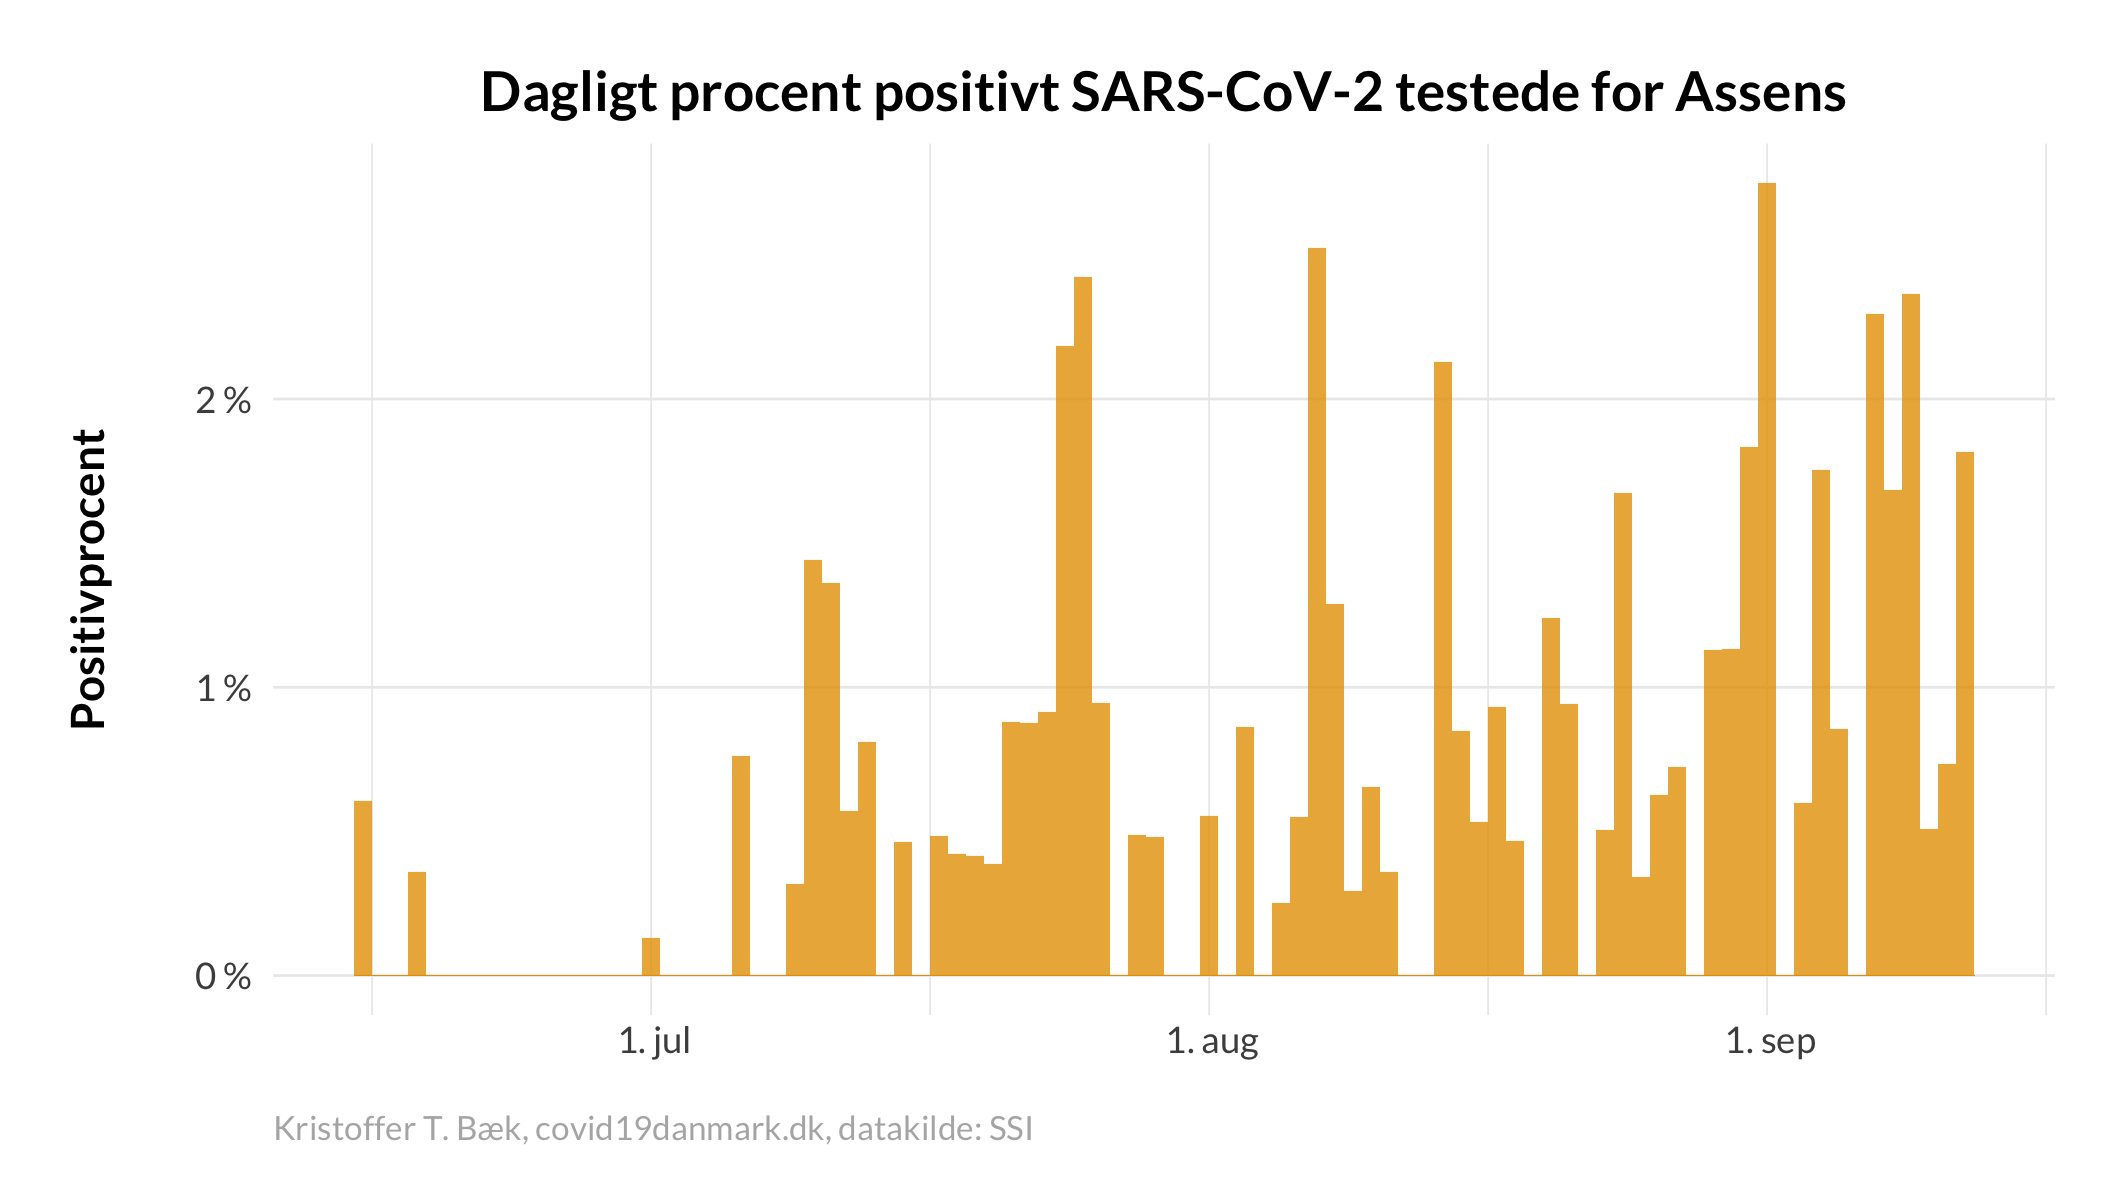 Dagligt procent positivt SARS-CoV-2 testede for Assens
Positivprocent
2 %
1 %
0 %
1. jul
1. aug
1. sep
Kristoffer T. Bæk, covid19danmark.dk, datakilde: SSI